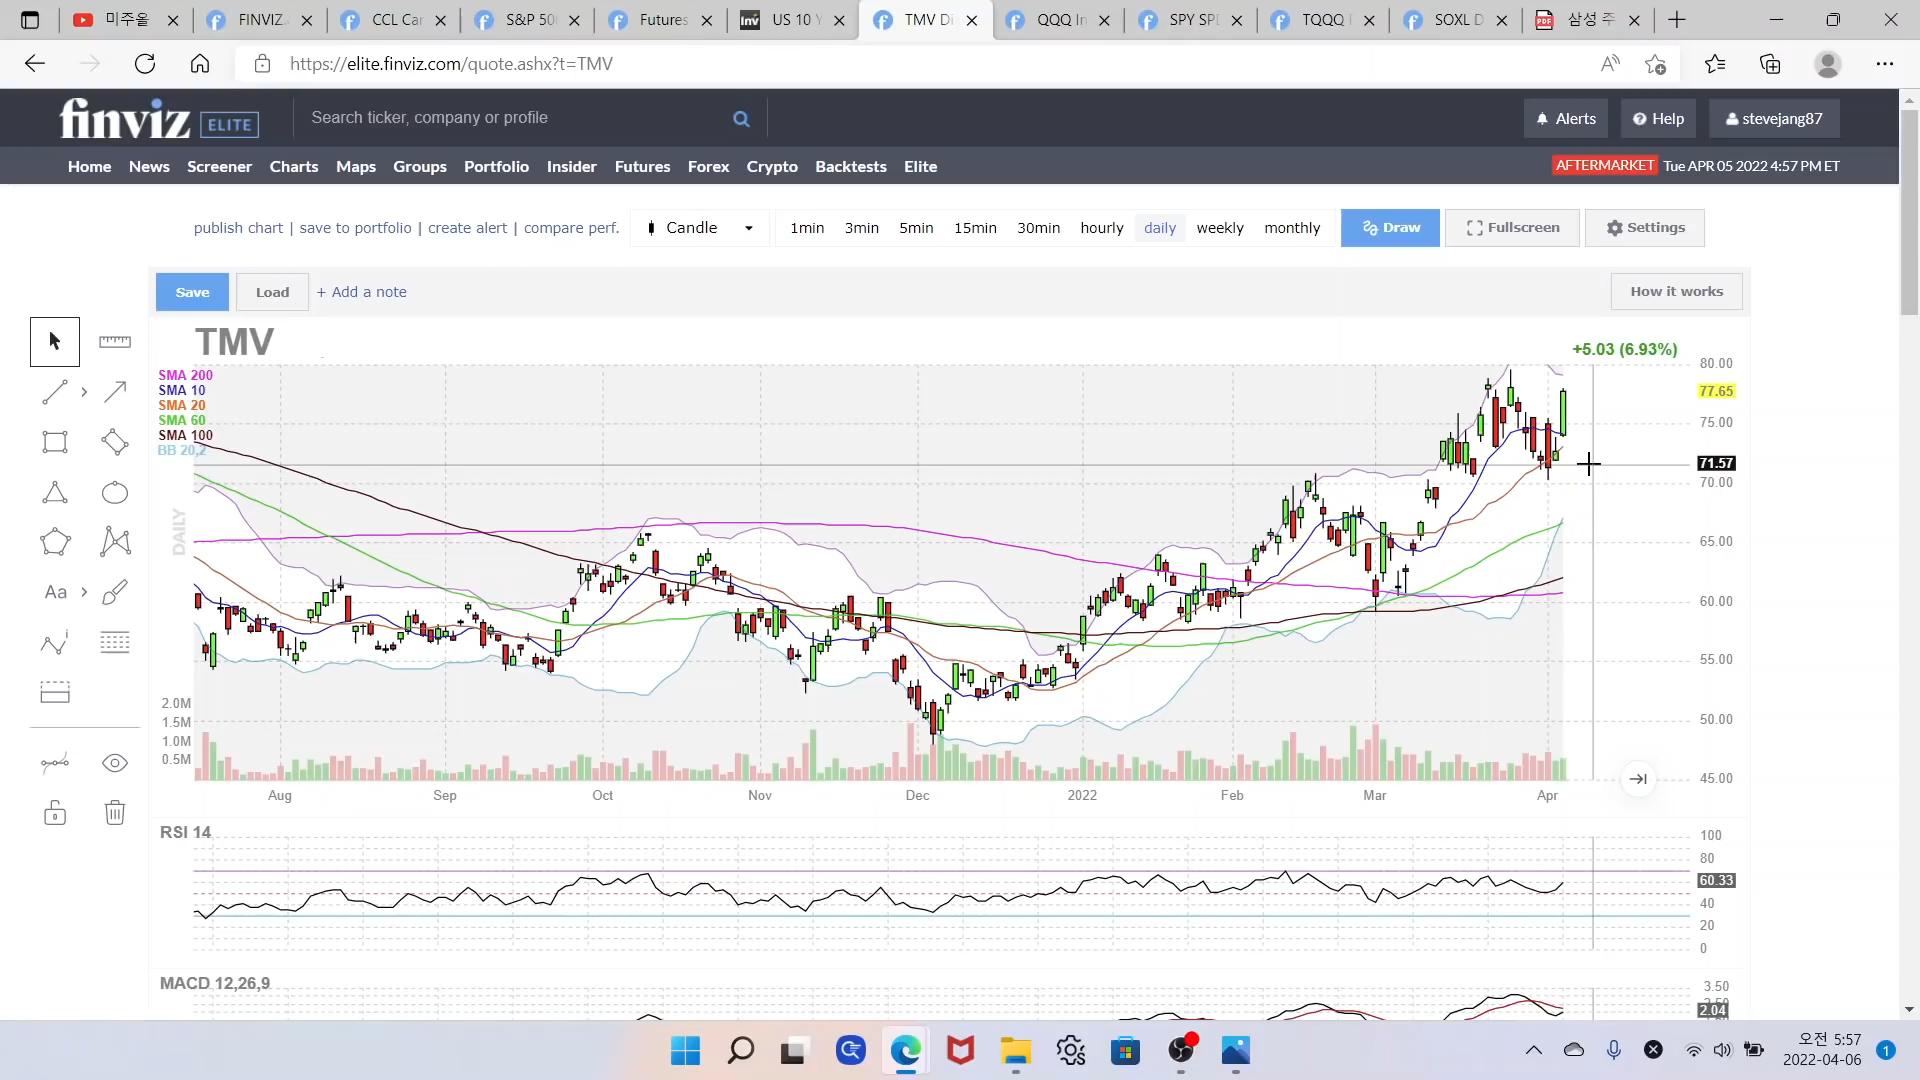 미주율
FINVIZ.
CCL Car
S&P 50
Futures
US 10 Y
TMV Di
QQQ In
SPY SPD
TQQQ
SOXL D
삼성 주
https://elite.finviz.com/quote.ashx?t=TMV
finviz ELITE
Search ticker, company or profile
Alerts
Help
stevejang87
Home News Screener Charts Maps Groups Portfolio Insider Futures Forex Crypto Backtests Elite
AFTERMARKET Tue APR 05 2022 4:57 PM ET
publish chart | save to portfolio | create alert | compare perf.
Candle
1min 3min 5min 15min 30min hourly daily weekly monthly
Draw
Fullscreen
Settings
Save
Load
+ Add a note
How it works
TMV
+5.03 (6.93%)
SMA 200
SMA 10
SMA 20
SMA 60
SMA 100
BB 20,2
DAILY
80.00
77.65
75.00
71.57
70.00
65.00
60.00
55.00
50.00
45.00
2.0M
1.5M
1.0M
0.5M
Aug Sep Oct Nov Dec 2022 Feb Mar Apr
Aa
RSI 14
100
80
60.33
40
20
0
MACD 12,26,9
3.50
2.04
오전 5:57
2022-04-06
1